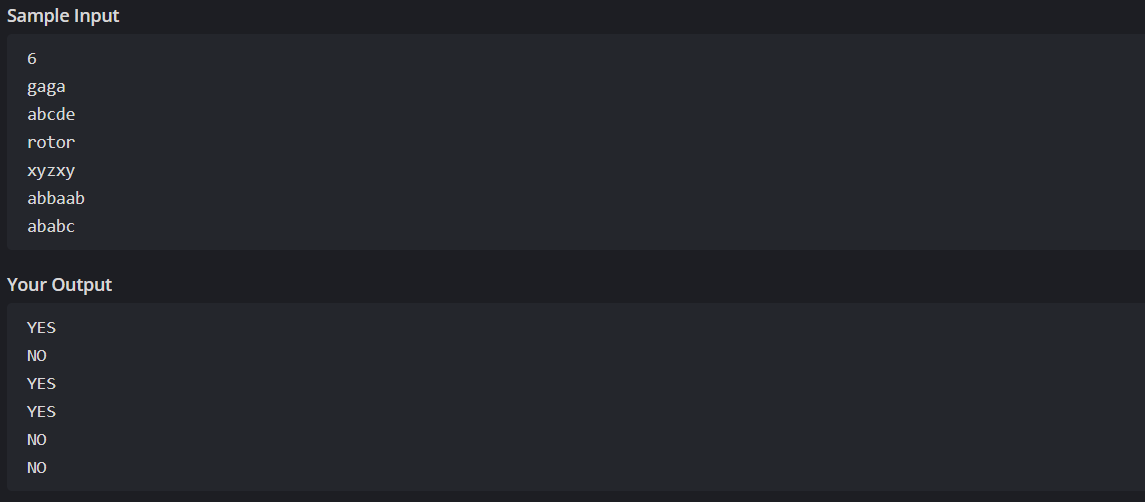 Sample Input
6
gaga
abcde
rotor
xyzxy
abbaab
ababc
Your Output
YES
NO
YES
YES
NO
NO